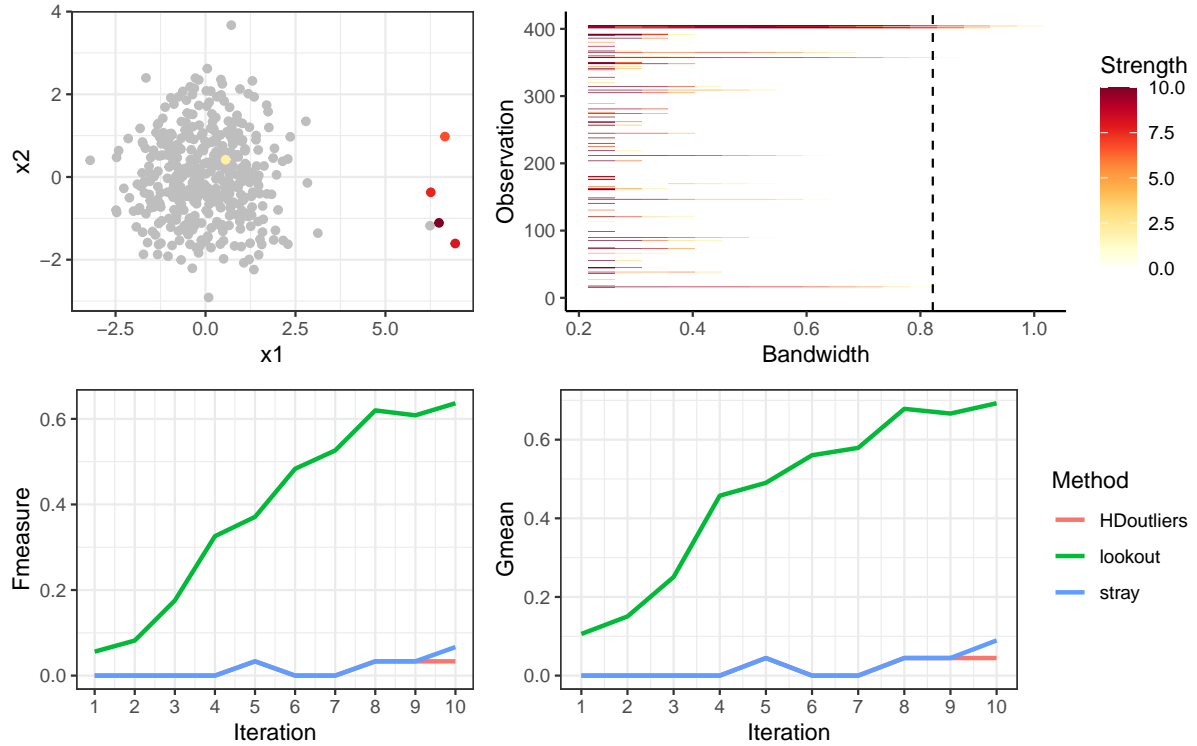 4
2
0
−2
x2
−2.5
0.0
2.5
5.0
x1
400
300
200
100
0
Observation
0.2
0.4
0.6
0.8
1.0
Bandwidth
Strength
10.0
7.5
5.0
2.5
0.0
0.6
0.4
0.2
0.0
Fmeasure
1 2 3 4 5 6 7 8 9 10
Iteration
0.6
0.4
0.2
0.0
Gmean
1 2 3 4 5 6 7 8 9 10
Iteration
Method
HDoutliers
lookout
stray